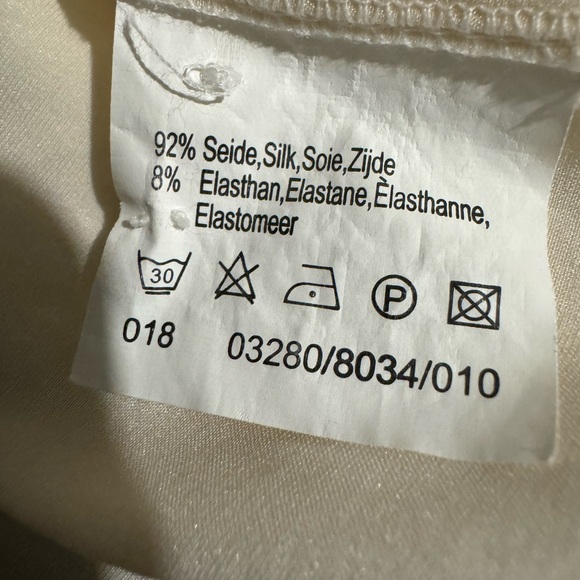 92% Seide,Silk,Soie,Zijde
8% Elasthan,Elastane,Èlasthanne,
Elastomeer
30 P
018 03280/8034/010